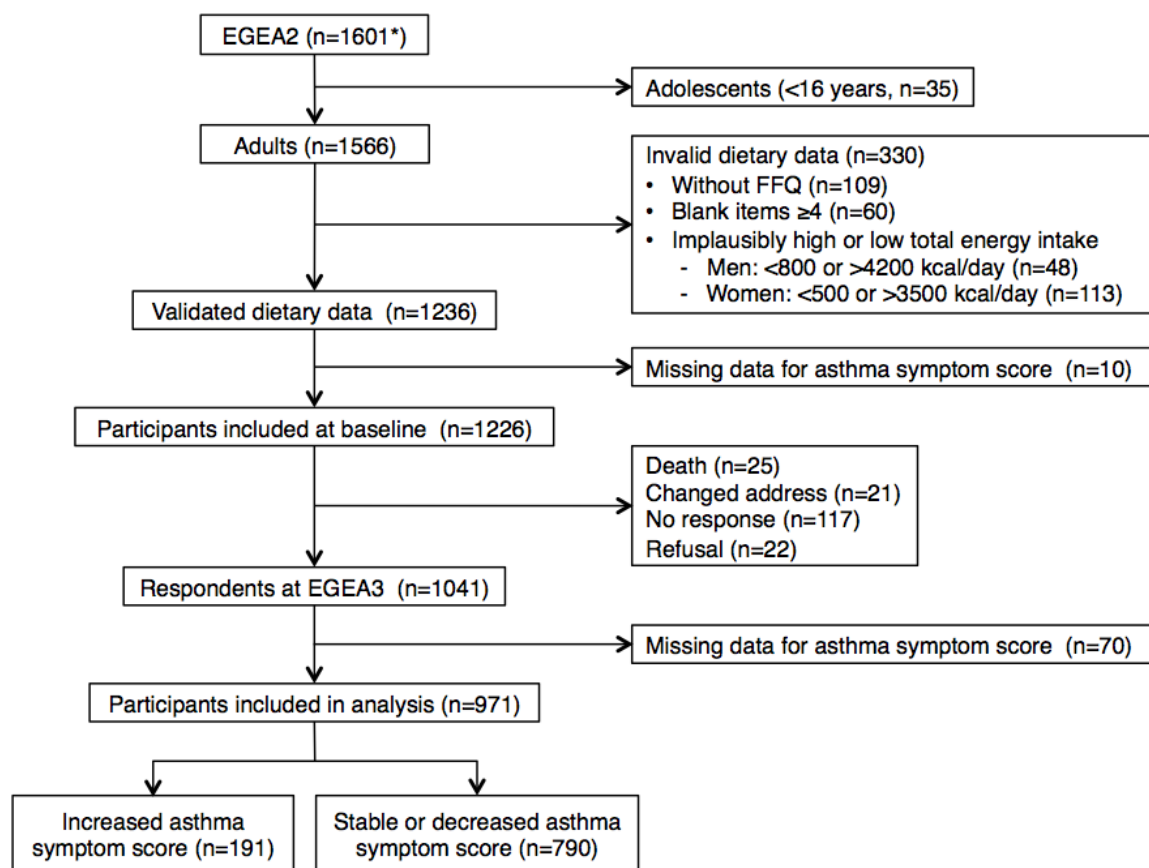 EGEA2 (n=1601*)
Adolescents (<16 years, n=35)
Adults (n=1566)
Invalid dietary data (n=330)
• Without FFQ (n=109)
• Blank items ≥4 (n=60)
• Implausibly high or low total energy intake
- Men: <800 or >4200 kcal/day (n=48)
- Women: <500 or >3500 kcal/day (n=113)
Validated dietary data (n=1236)
Missing data for asthma symptom score (n=10)
Participants included at baseline (n=1226)
Death (n=25)
Changed address (n=21)
No response (n=117)
Refusal (n=22)
Respondents at EGEA3 (n=1041)
Missing data for asthma symptom score (n=70)
Participants included in analysis (n=971)
Increased asthma
symptom score (n=191)
Stable or decreased asthma
symptom score (n=790)